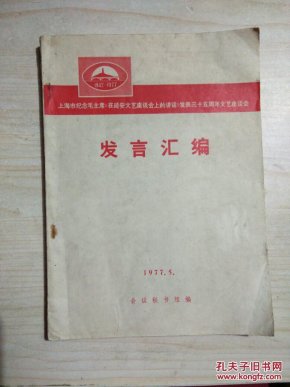 上海市纪念毛主席《在延安文艺座谈会上的讲话》发表三十五周年文艺座谈会
发言汇编
1977.5.
会议秘书组编
孔夫子旧书网